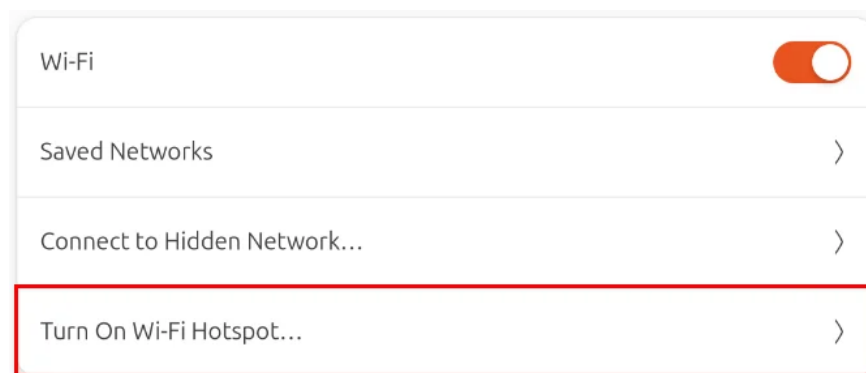 Wi-Fi
Saved Networks
Connect to Hidden Network...
Turn On Wi-Fi Hotspot...